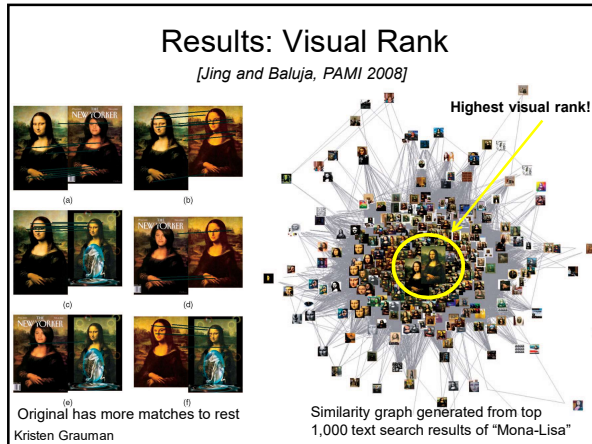 Results: Visual Rank
[Jing and Baluja, PAMI 2008]
Highest visual rank!
THE
NEW YORKER
(a)
(b)
NEW YORKER
(c)
(d)
NEW YORKER
(e)
(f)
Original has more matches to rest
Kristen Grauman
Similarity graph generated from top
1,000 text search results of “Mona-Lisa”